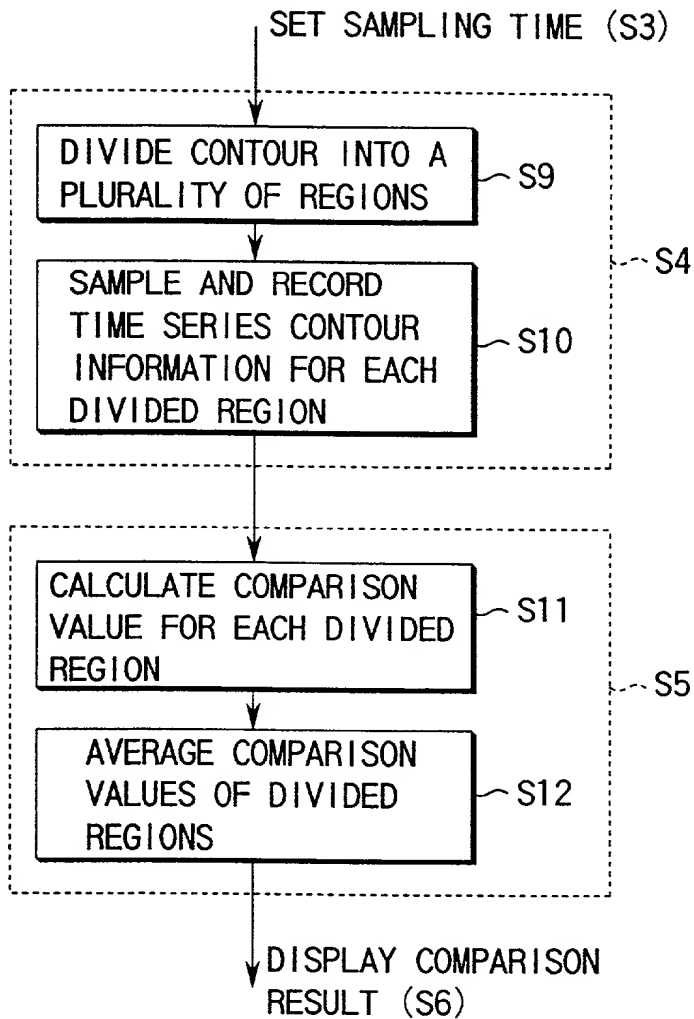 SET SAMPLING TIME (S3)
DIVIDE CONTOUR INTO A
PLURALITY OF REGIONS
S9
S4
SAMPLE AND RECORD
TIME SERIES CONTOUR
INFORMATION FOR EACH
DIVIDED REGION
S10
CALCULATE COMPARISON
VALUE FOR EACH DIVIDED
REGION
S11
S5
AVERAGE COMPARISON
VALUES OF DIVIDED
REGIONS
S12
DISPLAY COMPARISON
RESULT (S6)